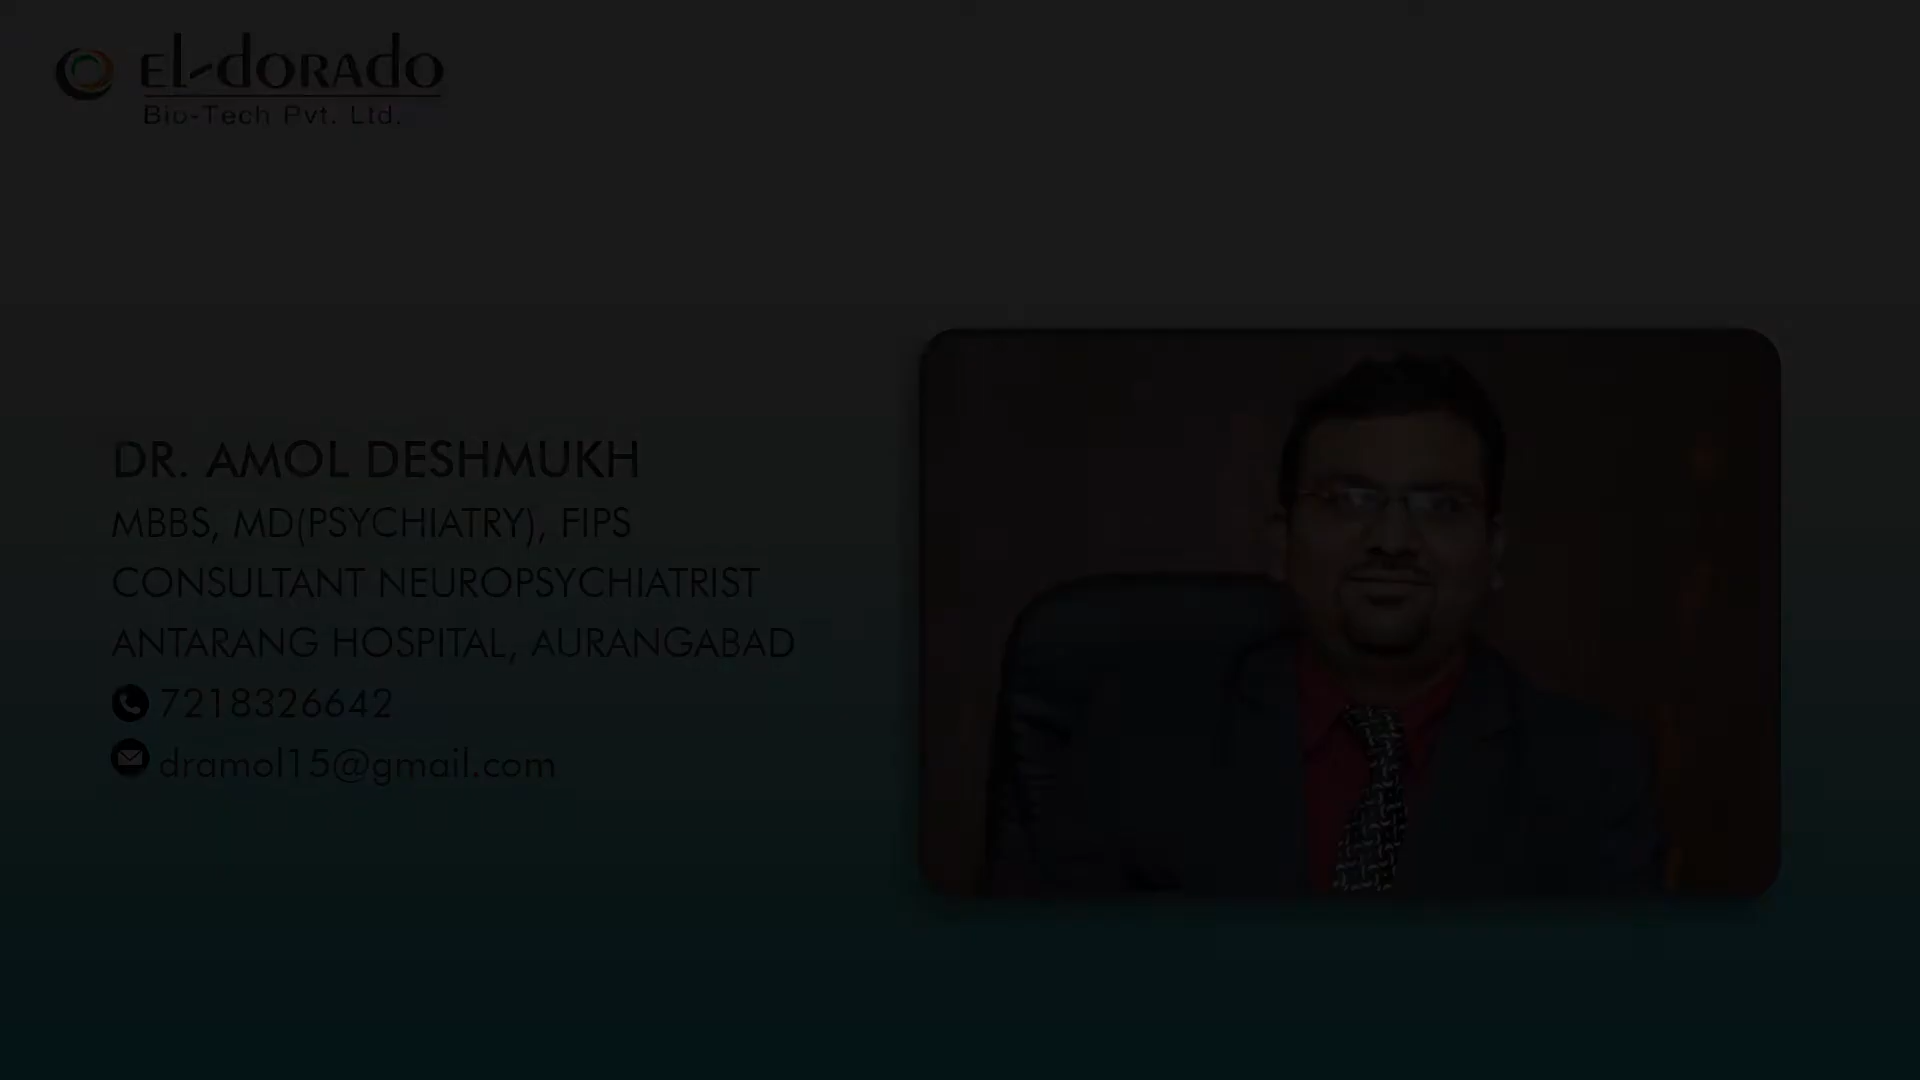 El-dorado
Bio-Tech Pvt. Ltd.
DR. AMOL DESHMUKH
MBBS, MD(PSYCHIATRY), FIPS
CONSULTANT NEUROPSYCHIATRIST
ANTARANG HOSPITAL, AURANGABAD
7218326642
dramol15@gmail.com